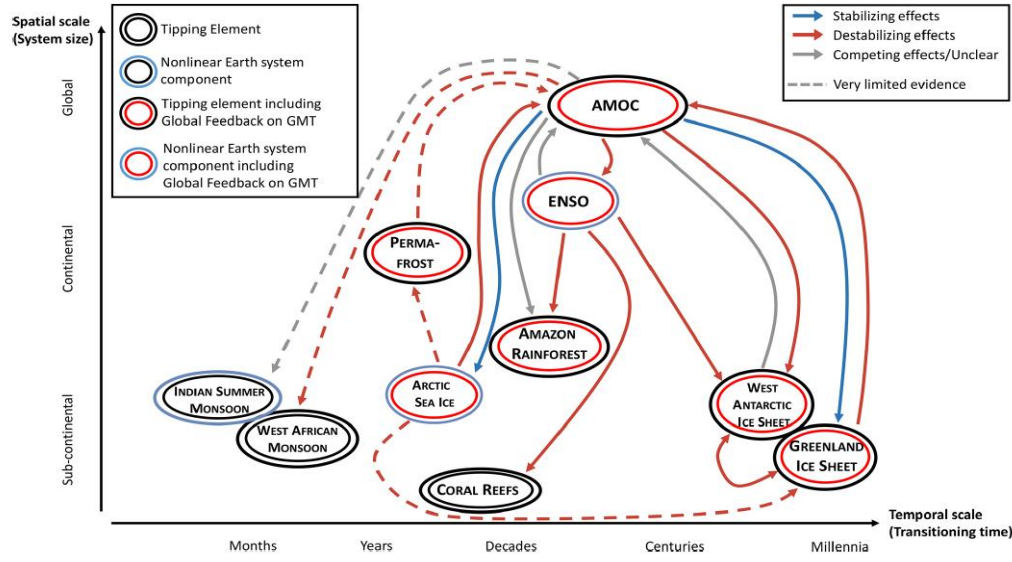 Spatial scale
(System size)
Tipping Element
Nonlinear Earth system
component
Tipping element including
Global Feedback on GMT
Nonlinear Earth system
component including
Global Feedback on GMT
Stabilizing effects
Destabilizing effects
Competing effects/Unclear
Very limited evidence
Global
Continental
Sub-continental
AMOC
ENSO
PERMA-
FROST
AMAZON
RAINFOREST
ARCTIC
SEA ICE
INDIAN SUMMER
MONSOON
WEST AFRICAN
MONSOON
WEST
ANTARCTIC
ICE SHEET
GREENLAND
ICE SHEET
CORAL REEFS
Temporal scale
(Transitioning time)
Months
Years
Decades
Centuries
Millennia